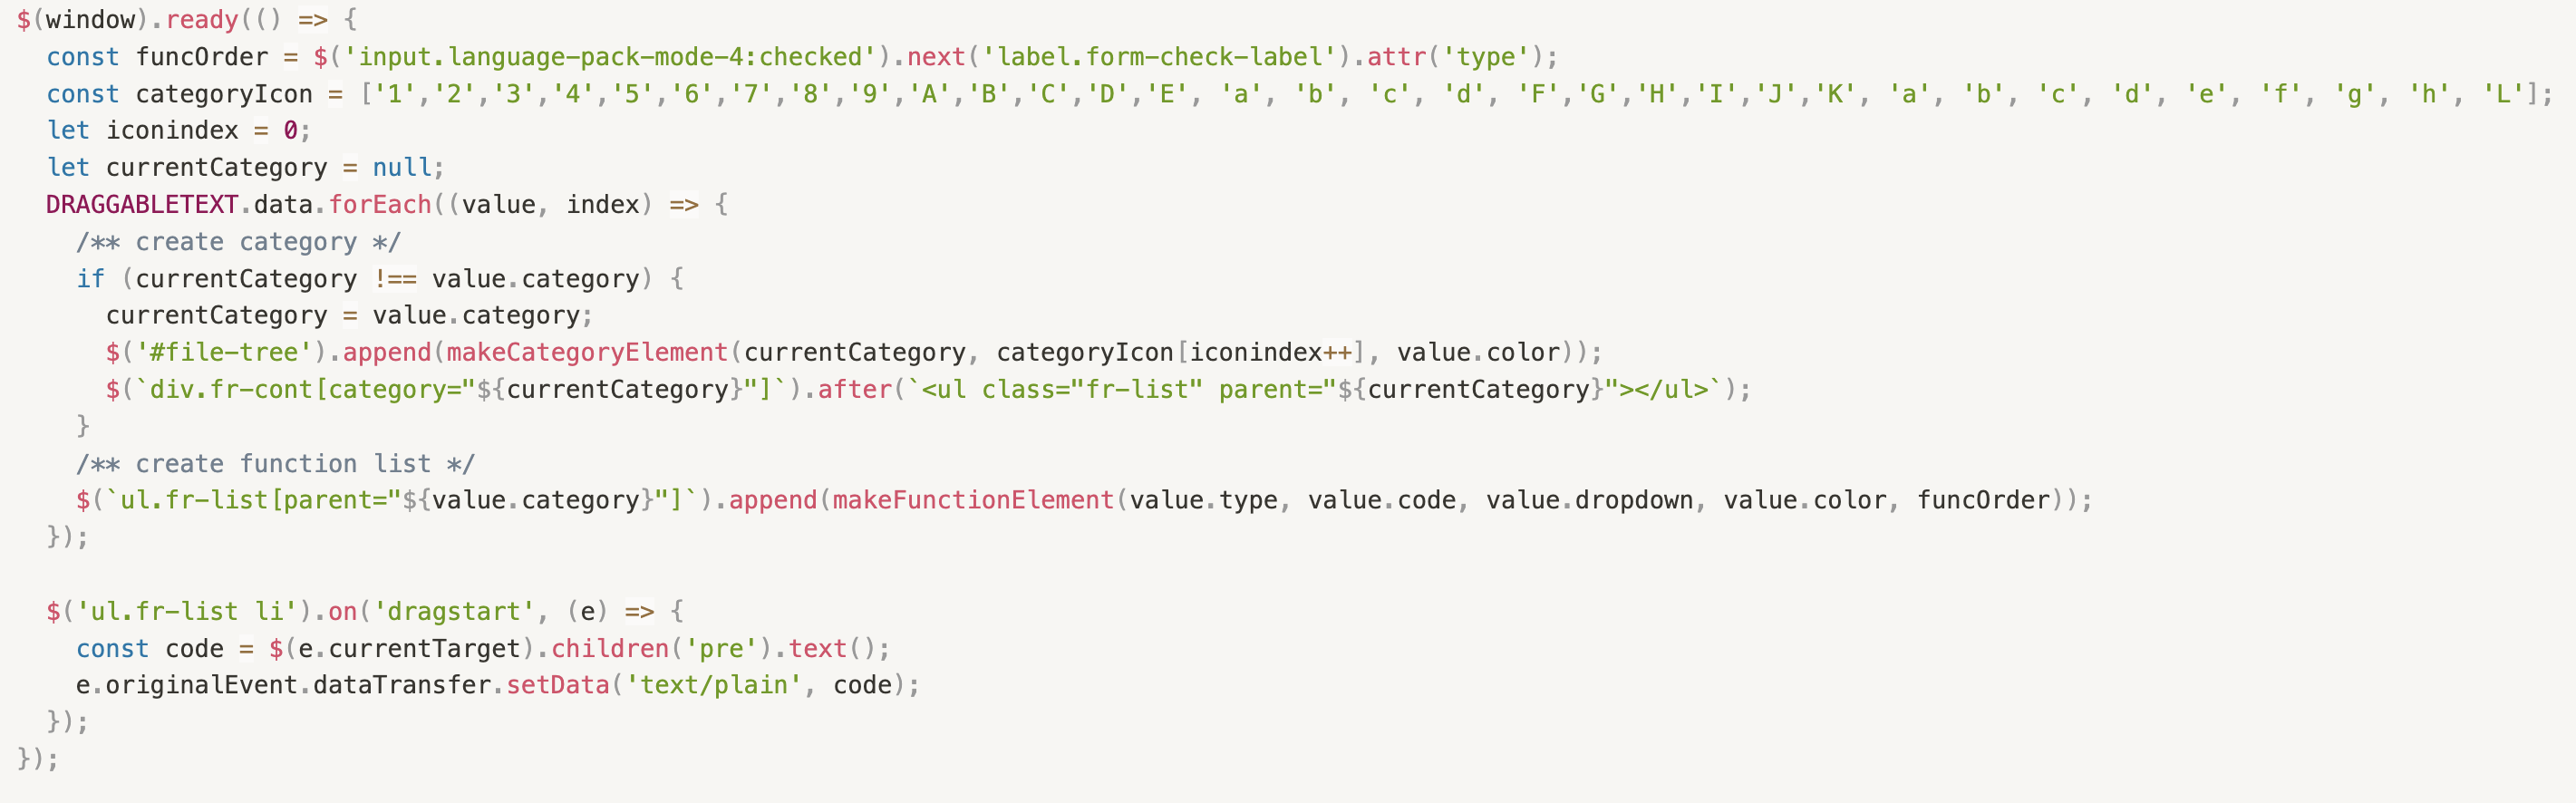 $(window).ready(() => {
  const funcOrder = $('input.language-pack-mode-4:checked').next('label.form-check-label').attr('type');
  const categoryIcon = ['1','2','3','4','5','6','7','8','9','A','B','C','D','E', 'a', 'b', 'c', 'd', 'F','G','H','I','J','K', 'a', 'b', 'c', 'd', 'e', 'f', 'g', 'h', 'L'];
  let iconindex = 0;
  let currentCategory = null;
  DRAGGABLETEXT.data.forEach((value, index) => {
    /** create category */
    if (currentCategory !== value.category) {
      currentCategory = value.category;
      $('#file-tree').append(makeCategoryElement(currentCategory, categoryIcon[iconindex++], value.color));
      $(`div.fr-cont[category="${currentCategory}"]`).after(`<ul class="fr-list" parent="${currentCategory}"></ul>`);
    }
    /** create function list */
    $(`ul.fr-list[parent="${value.category}"]`).append(makeFunctionElement(value.type, value.code, value.dropdown, value.color, funcOrder));
  });

  $('ul.fr-list li').on('dragstart', (e) => {
    const code = $(e.currentTarget).children('pre').text();
    e.originalEvent.dataTransfer.setData('text/plain', code);
  });
});